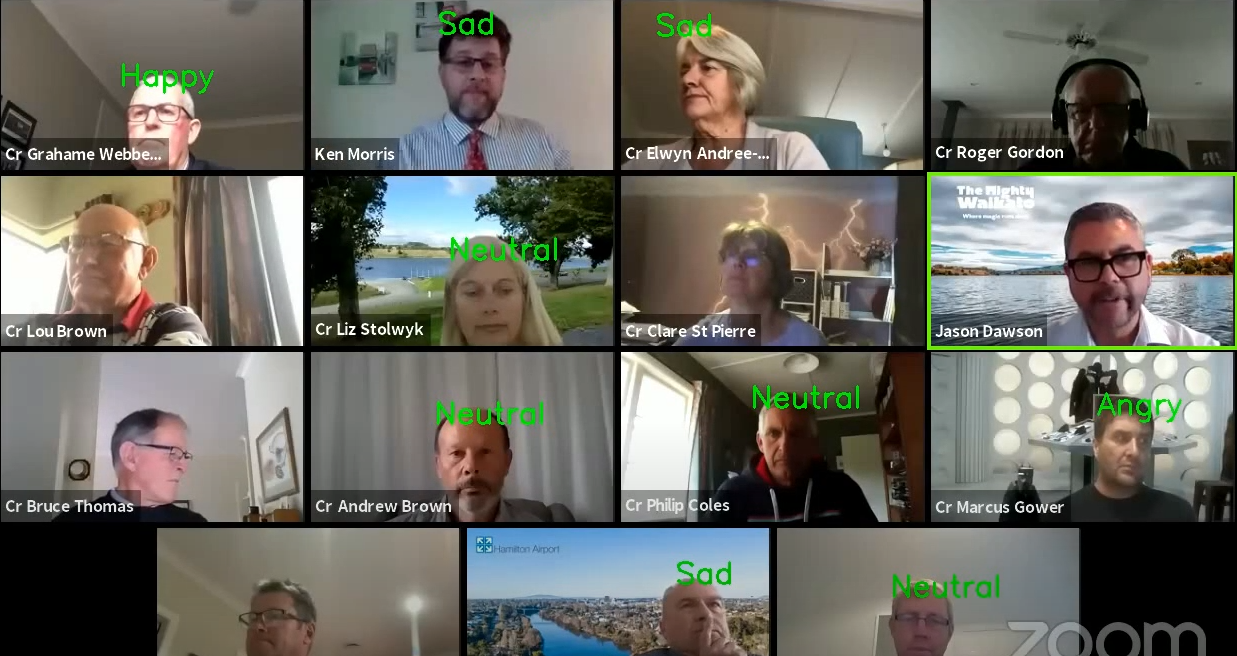 Happy
Cr Grahame Webbe...
Sad
Ken Morris
Sad
Cr Elwyn Andree-...
Cr Roger Gordon
Cr Lou Brown
Neutral
Cr Liz Stolwyk
Cr Clare St Pierre
The Mighty
Waikato
Where magic runs deep
Jason Dawson
Cr Bruce Thomas
Neutral
Cr Andrew Brown
Neutral
Cr Philip Coles
Angry
Cr Marcus Gower
Hamilton Airport
Sad
Neutral
zoom